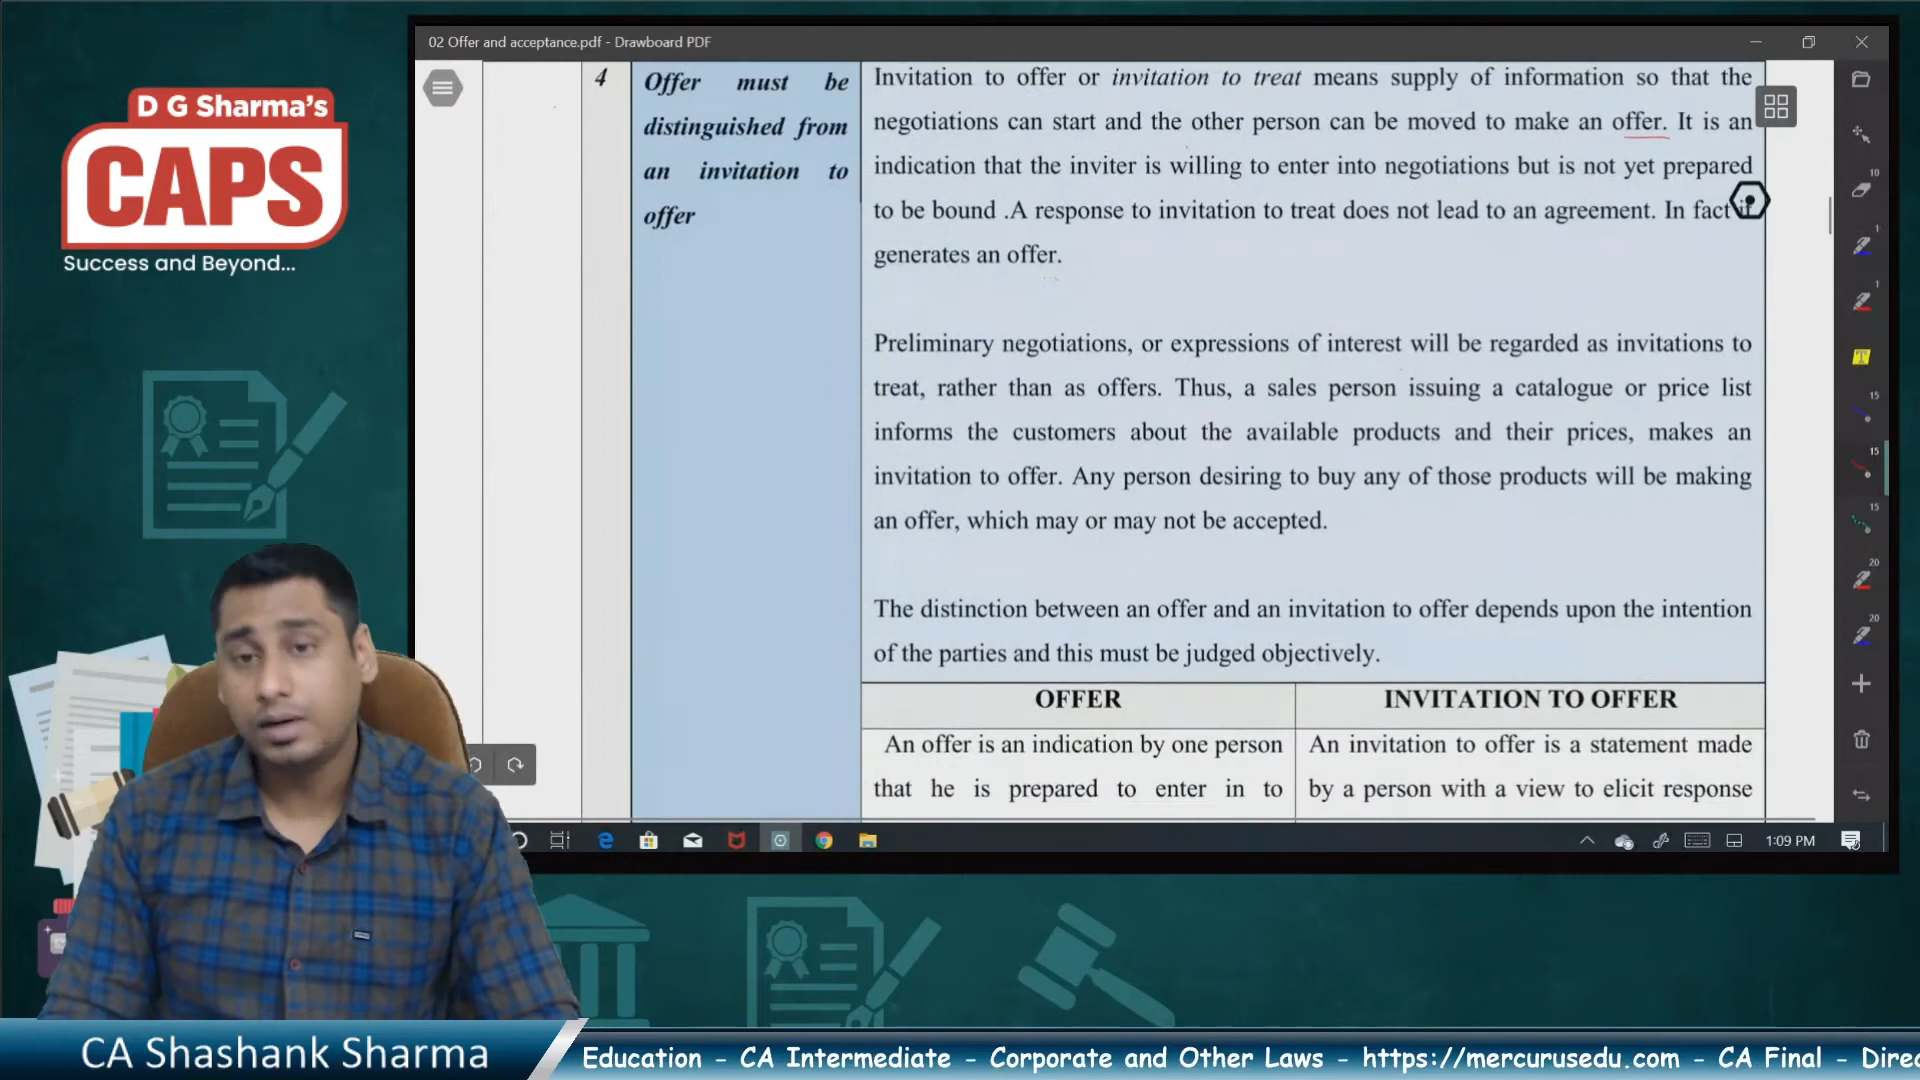 D G Sharma's
CAPS
Success and Beyond...
02 Offer and acceptance.pdf - Drawboard PDF
4
Offer must be
distinguished from
an invitation to
offer
Invitation to offer or invitation to treat means supply of information so that the
negotiations can start and the other person can be moved to make an offer. It is an
indication that the inviter is willing to enter into negotiations but is not yet prepared
to be bound .A response to invitation to treat does not lead to an agreement. In fact it
generates an offer.
Preliminary negotiations, or expressions of interest will be regarded as invitations to
treat, rather than as offers. Thus, a sales person issuing a catalogue or price list
informs the customers about the available products and their prices, makes an
invitation to offer. Any person desiring to buy any of those products will be making
an offer, which may or may not be accepted.
The distinction between an offer and an invitation to offer depends upon the intention
of the parties and this must be judged objectively.
OFFER
An offer is an indication by one person
that he is prepared to enter in to
INVITATION TO OFFER
An invitation to offer is a statement made
by a person with a view to elicit response
10
1
1
T
15
15
15
20
20
1:09 PM
CA Shashank Sharma
Education - CA Intermediate - Corporate and Other Laws - https://mercurusedu.com - CA Final - Direc